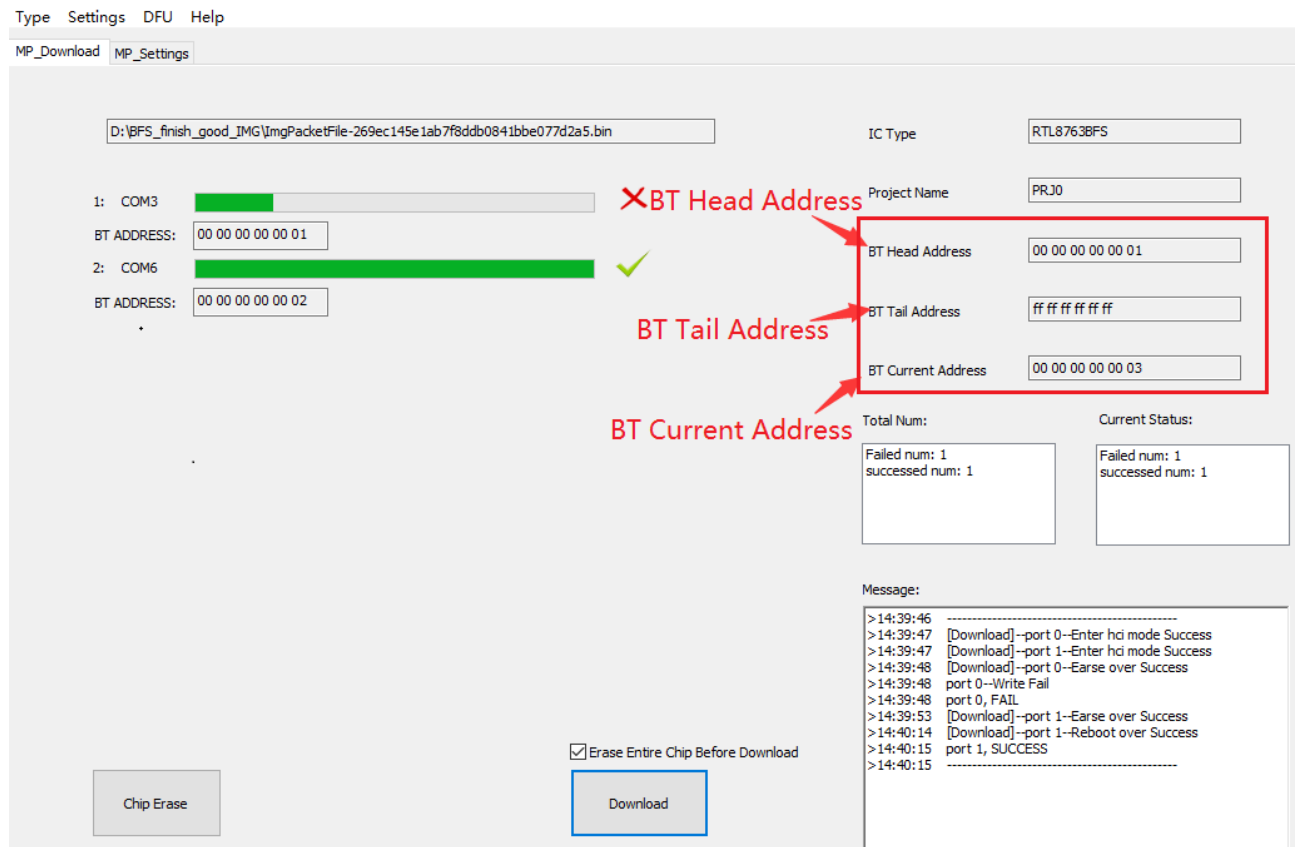 Type Settings DFU Help
MP_Download MP_Settings
D:\BFS_finish_good_IMG\ImgPacketFile-269ec145e1ab7f8ddb0841bbe077d2a5.bin
IC Type RTL8763BFS
1: COM3
BT ADDRESS: 00 00 00 00 00 01
2: COM6
BT ADDRESS: 00 00 00 00 00 02
BT Head Address
Project Name PRJ0
BT Head Address 00 00 00 00 00 01
BT Tail Address
BT Tail Address ff ff ff ff ff ff
BT Current Address 00 00 00 00 00 03
BT Current Address
Total Num: Current Status:
Failed num: 1
successed num: 1
Failed num: 1
successed num: 1
Message:
>14:39:46 ----------------------------------------------
>14:39:47 [Download]--port 0--Enter hci mode Success
>14:39:47 [Download]--port 1--Enter hci mode Success
>14:39:48 [Download]--port 0--Earse over Success
>14:39:48 port 0--Write Fail
>14:39:48 port 0, FAIL
>14:39:53 [Download]--port 1--Earse over Success
>14:40:14 [Download]--port 1--Reboot over Success
>14:40:15 port 1, SUCCESS
>14:40:15 ----------------------------------------------
Erase Entire Chip Before Download
Chip Erase Download